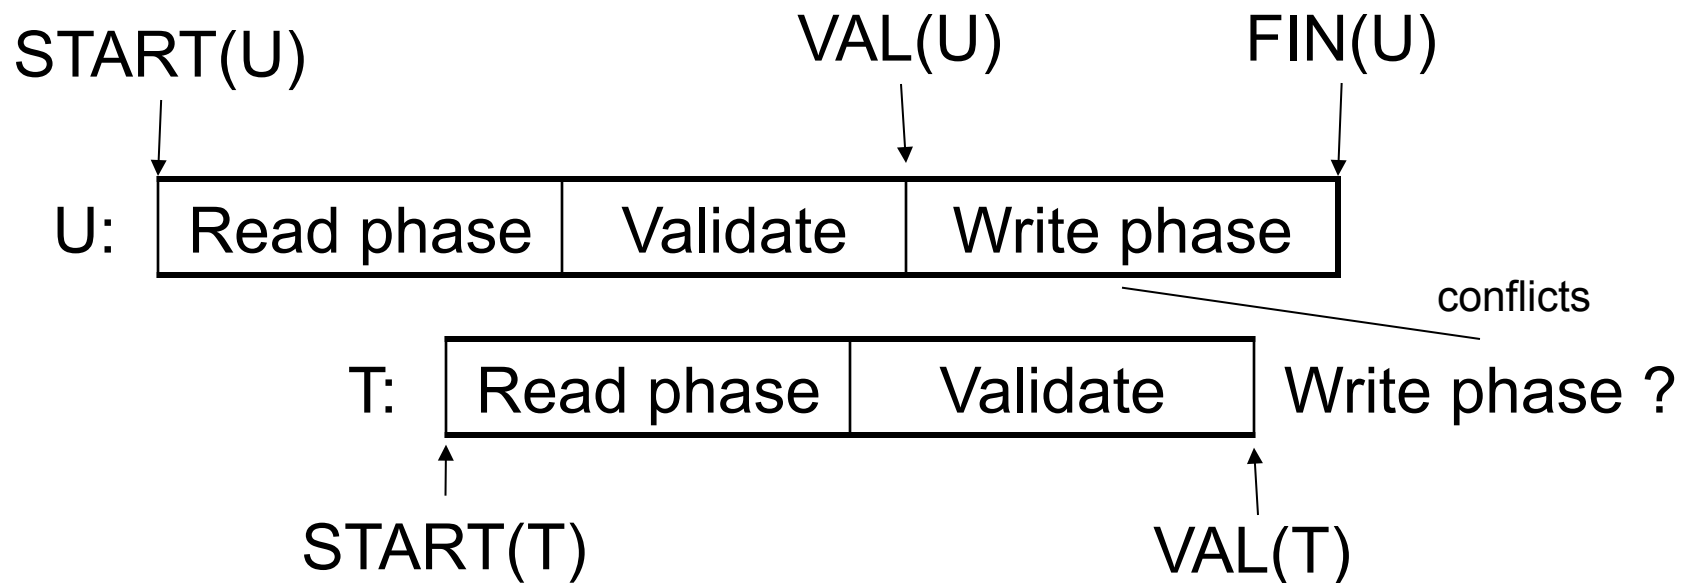 START(U) VAL(U) FIN(U)
U: Read phase Validate Write phase
conflicts
T: Read phase Validate Write phase ?
START(T) VAL(T)